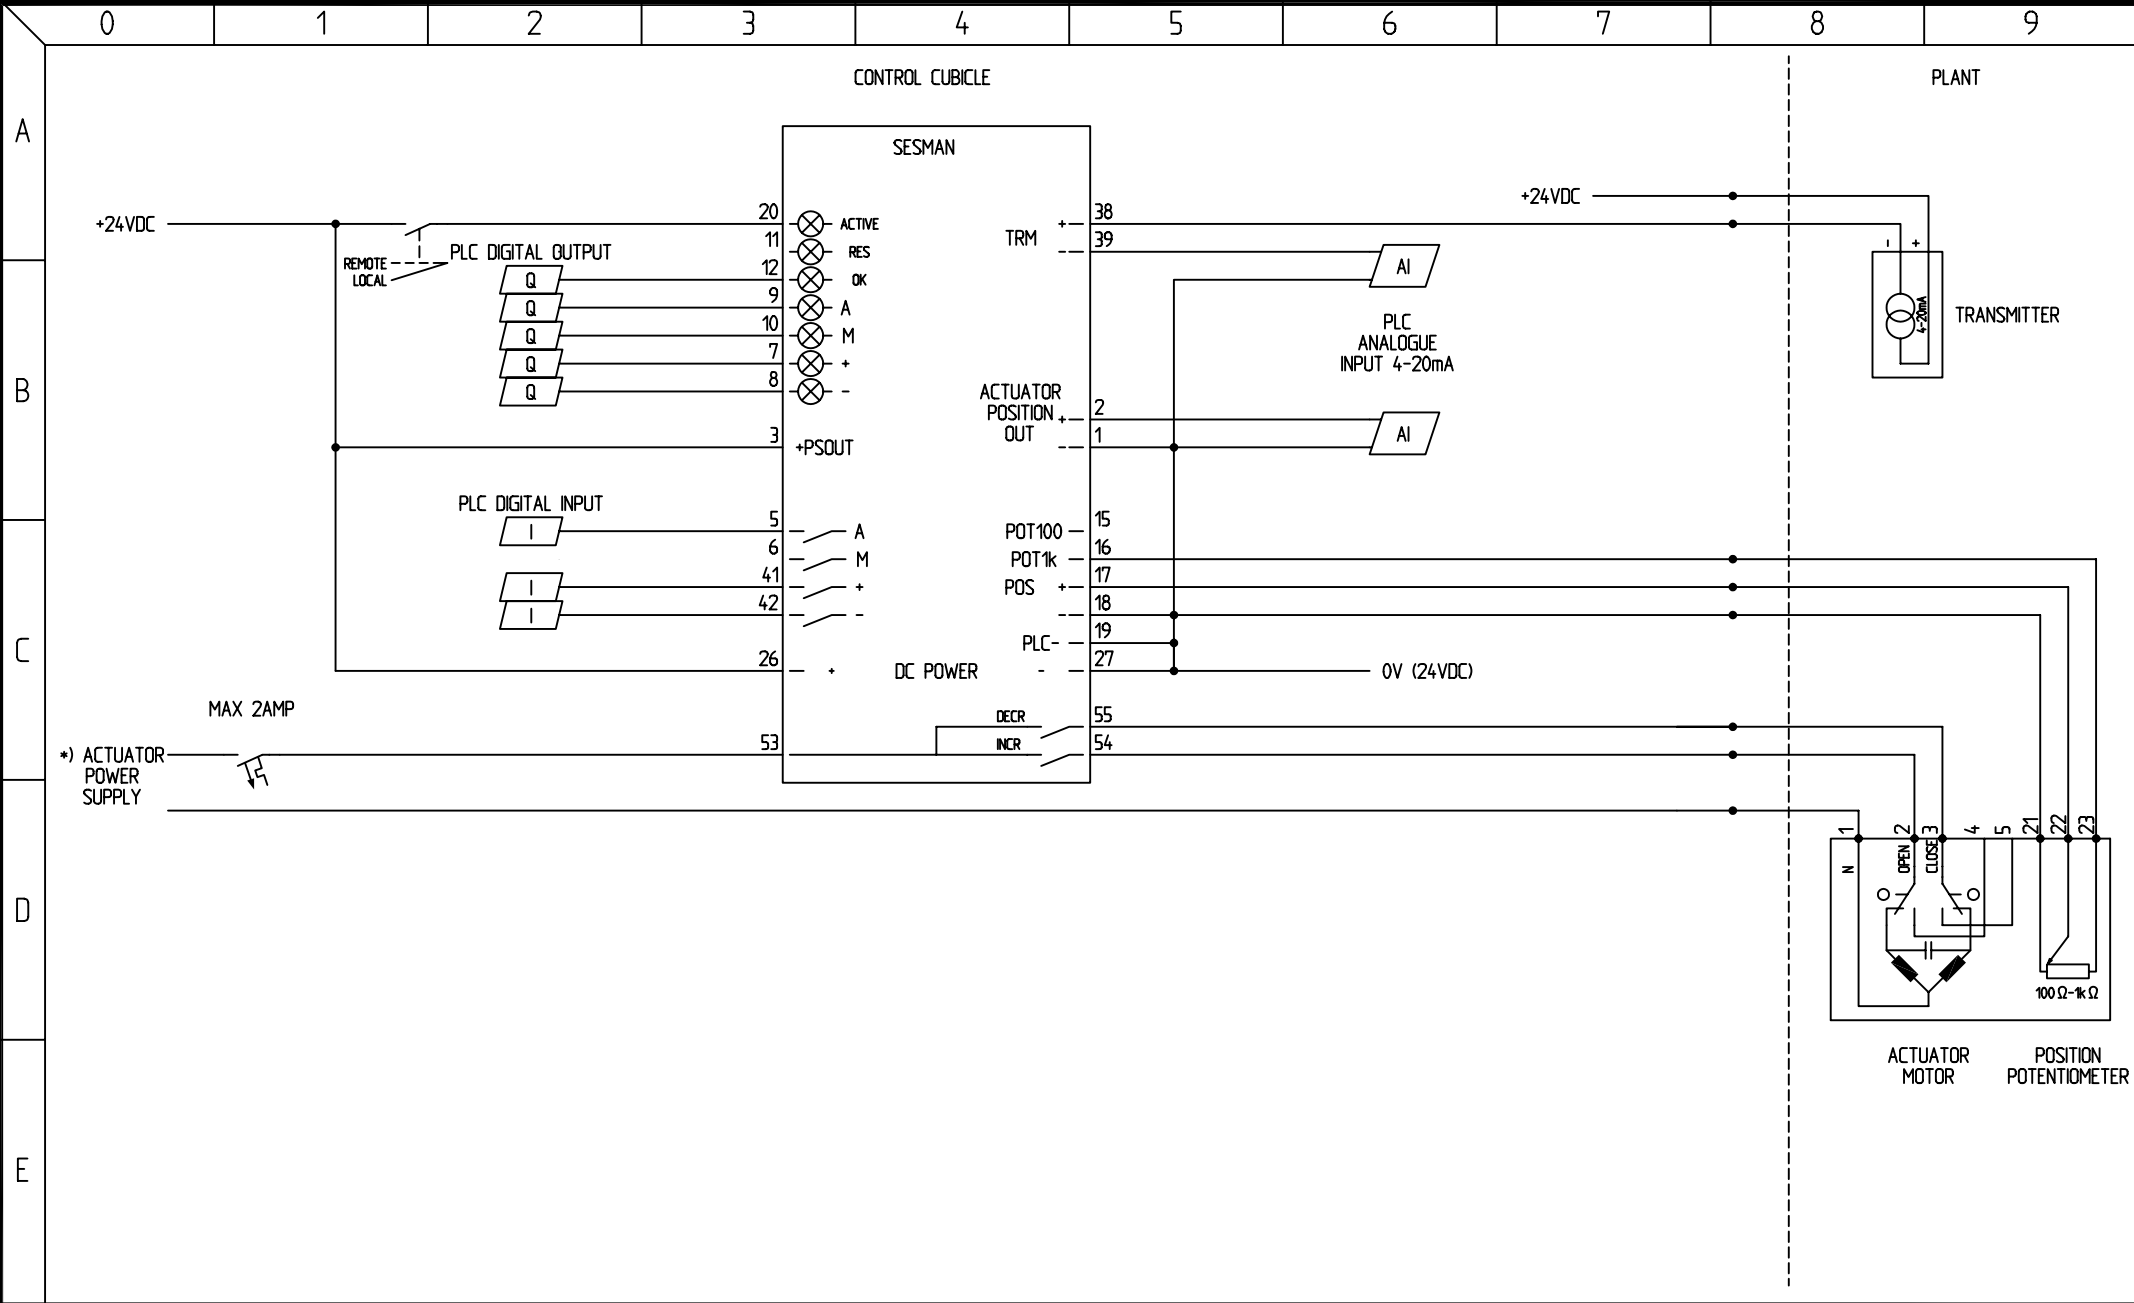 0 1 2 3 4 5 6 7 8 9
CONTROL CUBICLE
PLANT
A
B
C
D
E
SESMAN
+24VDC
REMOTE
LOCAL
PLC DIGITAL OUTPUT
Q
Q
Q
Q
Q
20 ACTIVE
11 RES
12 OK
9 A
10 M
7 +
8 -
3 +PSOUT
PLC DIGITAL INPUT
I
I
I
5 A
6 M
41 +
42 -
26 + DC POWER - 27
0V (24VDC)
MAX 2AMP
*) ACTUATOR
POWER
SUPPLY
53
DECR 55
INCR 54
TRM + 38
- 39
AI
PLC
ANALOGUE
INPUT 4-20mA
ACTUATOR
POSITION
OUT
+ 2
- 1
AI
POT100 15
POT1k 16
POS + 17
- 18
PLC- 19
+24VDC
- +
4-20mA
TRANSMITTER
1 2 3 4 5 21 22 23
N OPEN CLOSE
100Ω-1kΩ
ACTUATOR
MOTOR
POSITION
POTENTIOMETER